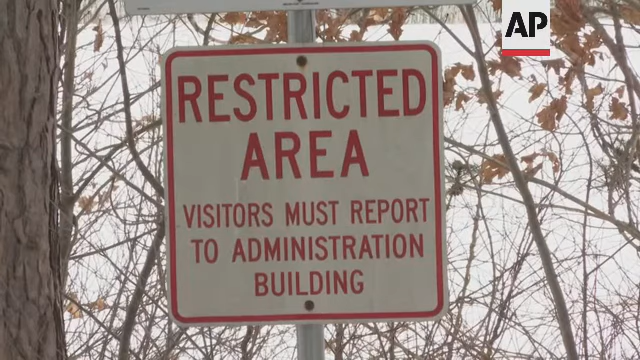 AP
RESTRICTED
AREA
VISITORS MUST REPORT
TO ADMINISTRATION
BUILDING